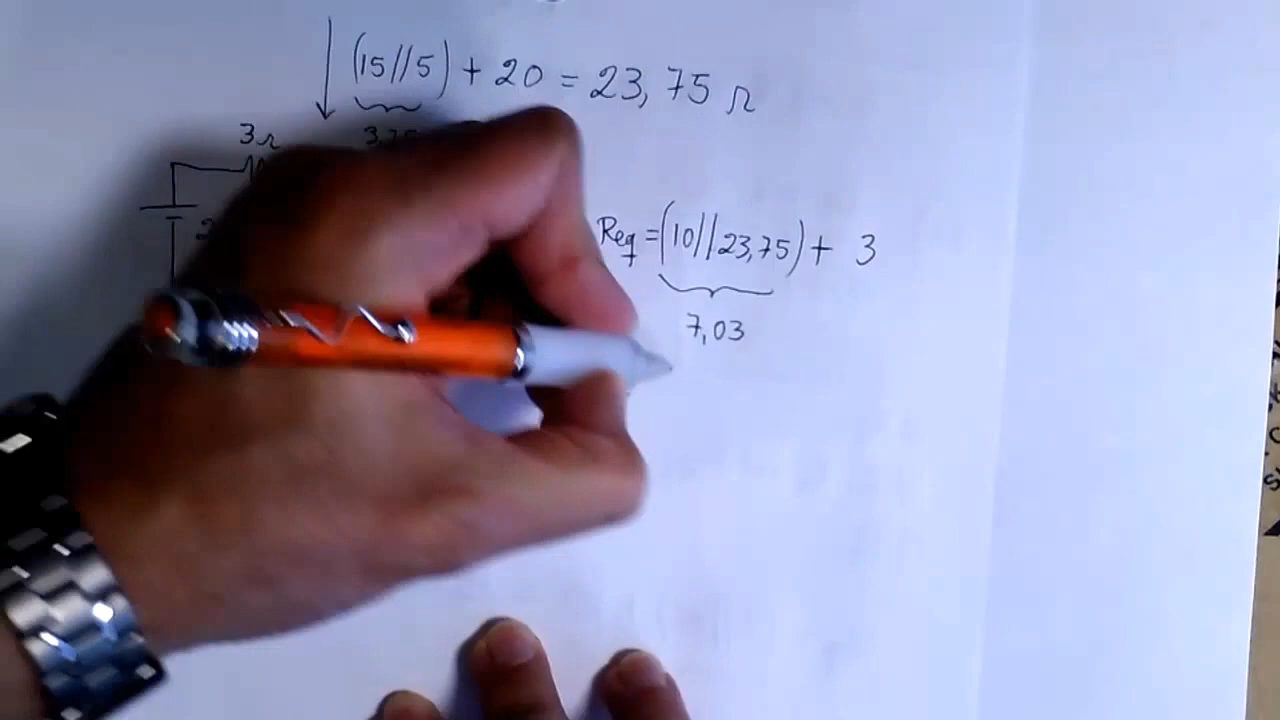 (15//5) + 20 = 23,75 Ω
3Ω
Req = (10//23,75) + 3
7,03